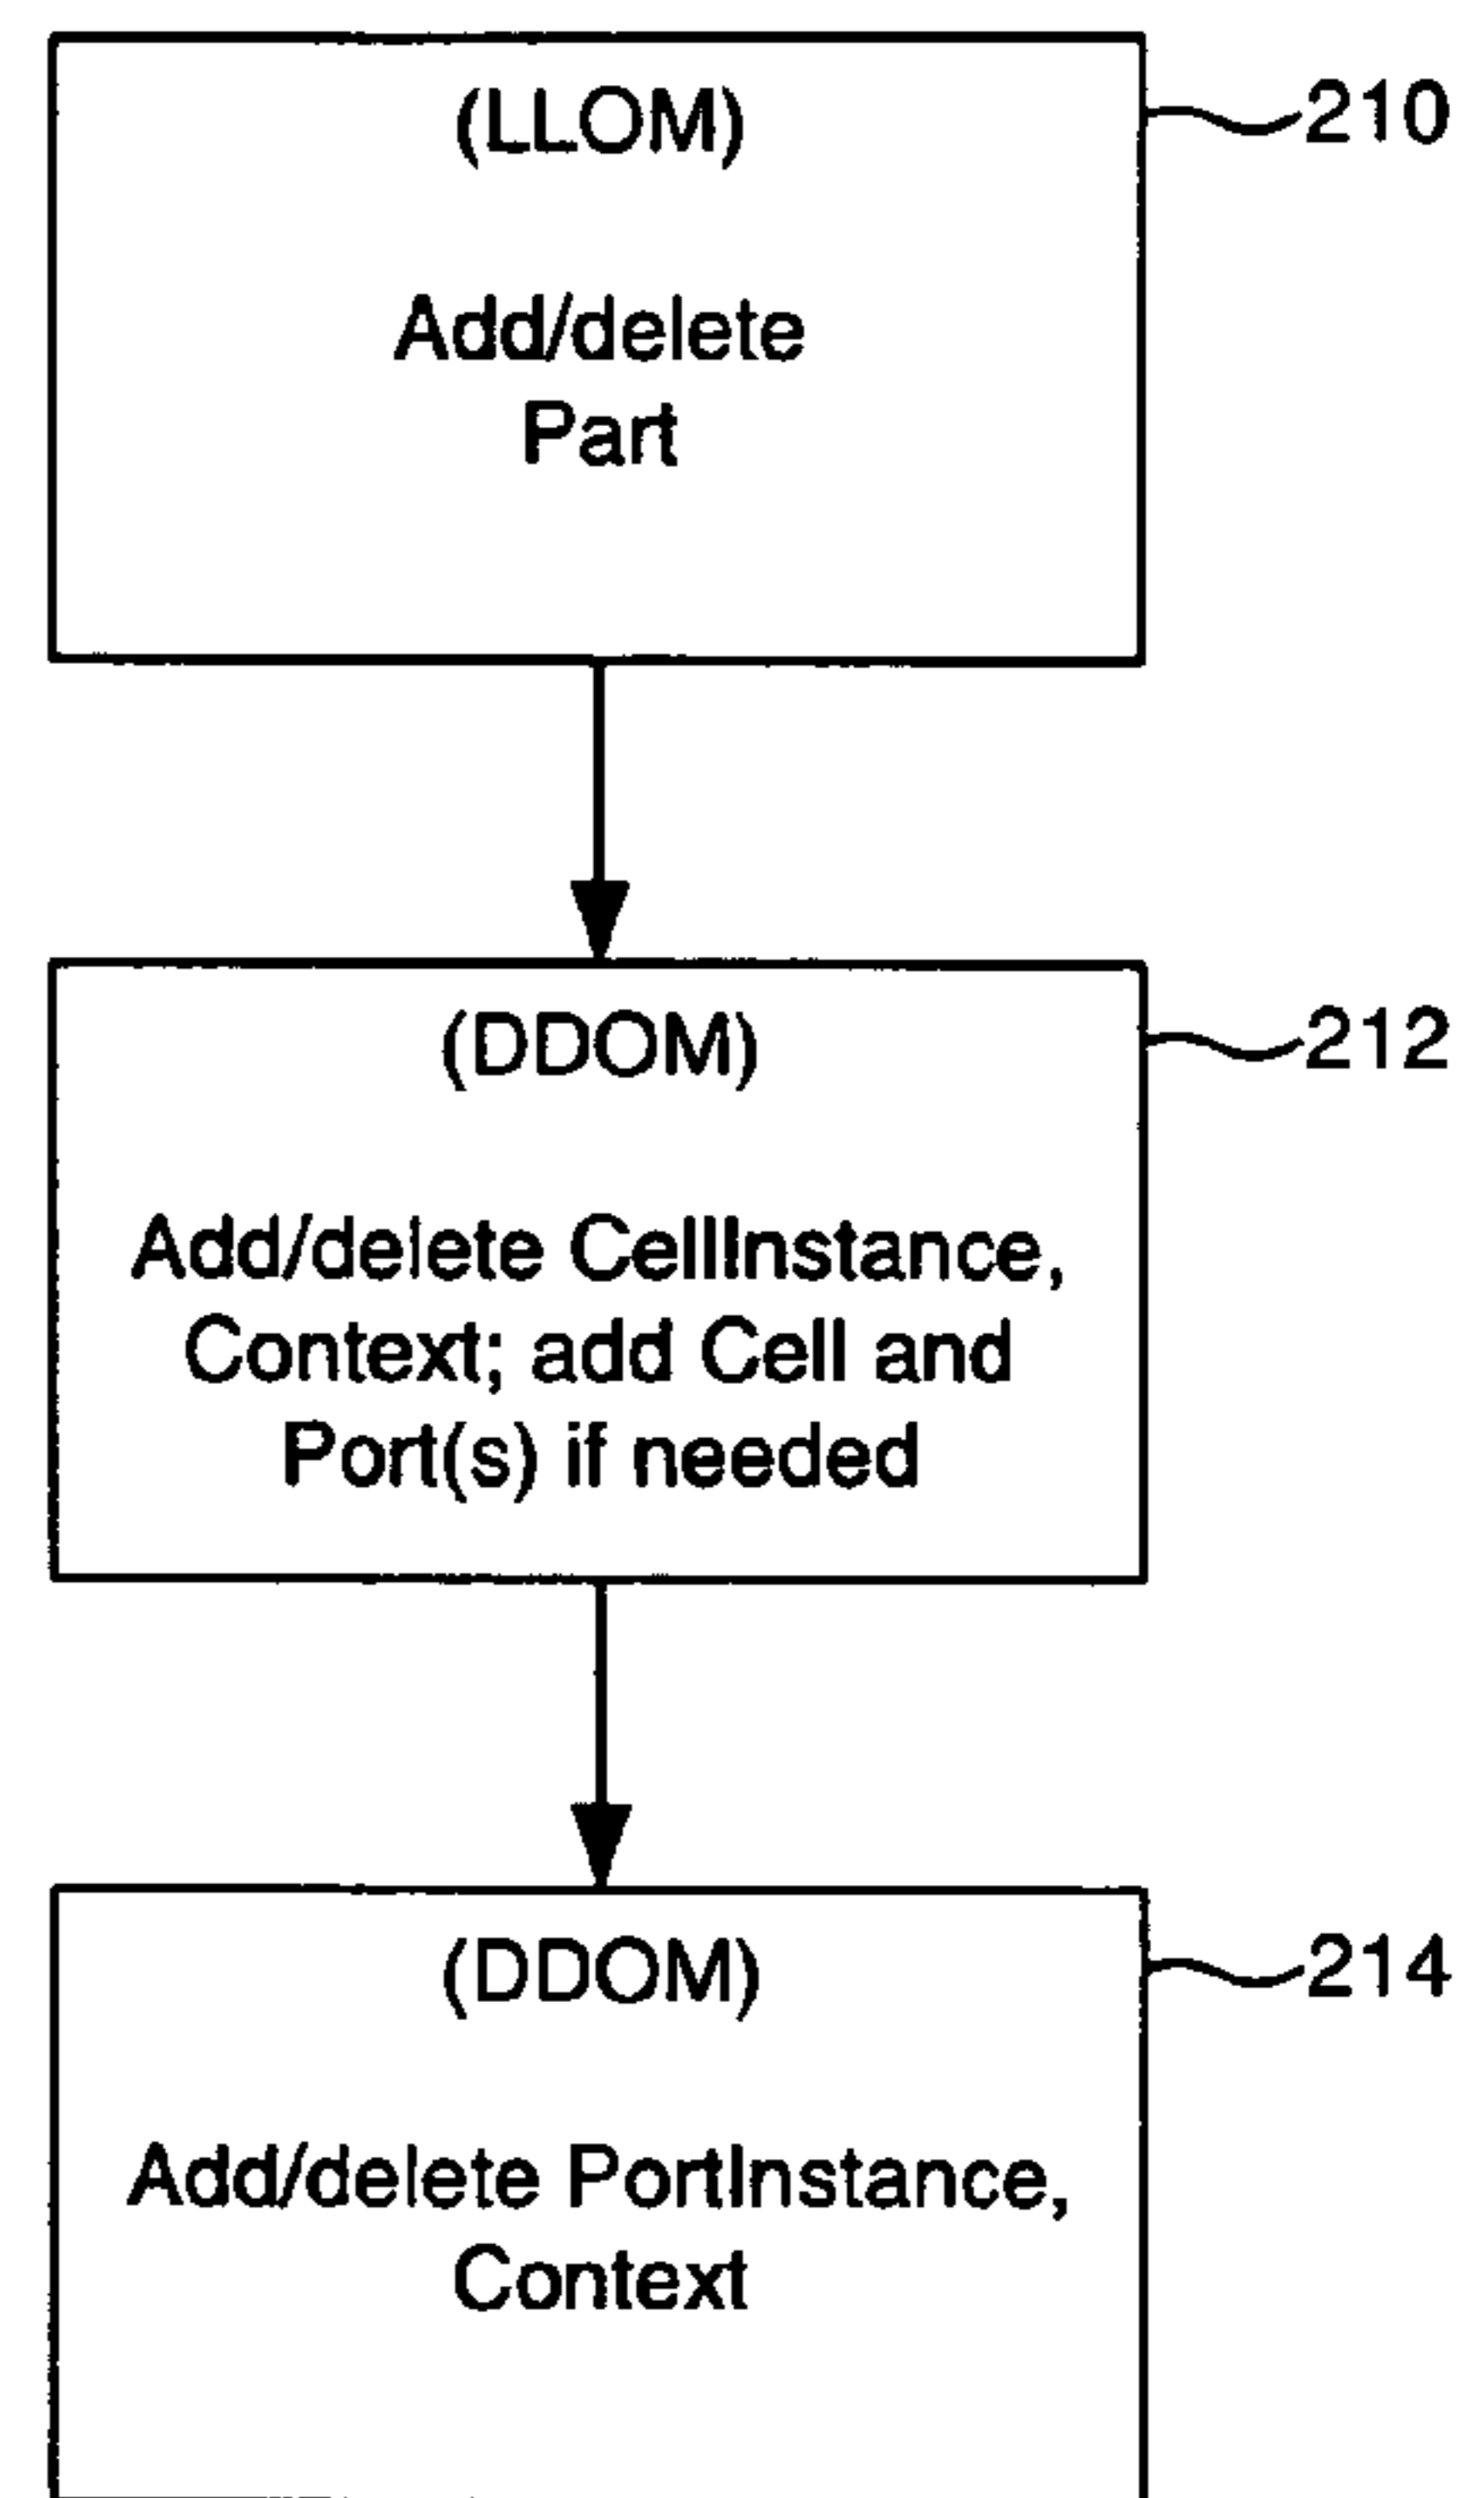 (LLOM)
210
Add/delete
Part
(DDOM)
212
Add/delete CellInstance,
Context; add Cell and
Port(s) if needed
(DDOM)
214
Add/delete PortInstance,
Context